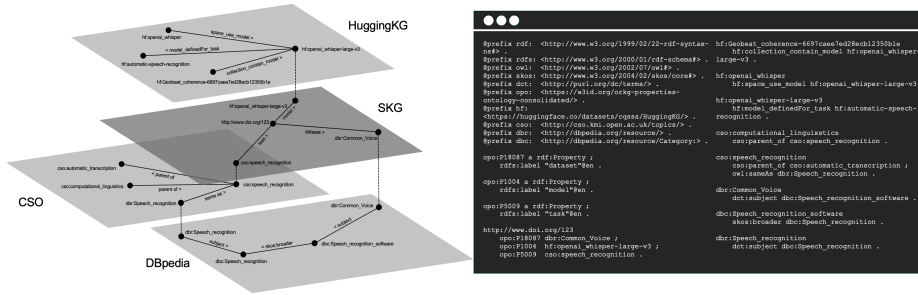 HuggingKG
space_use_model >
hf:openai_whisper
< model_definedFor_task
hf:openai_whisper-large-v3
hf:automatic-speech-recognition
collection_contain_model >
hf:Geobeat_coherence-6697caee7ed28ecb12350b1e
hf:openai_whisper-large-v3
SKG
model >
http://www.doi.org/123
task >
dataset >
dbr:Common_Voice
cso:automatic_transcription
cso:speech_recognition
< parent of
cso:computational_linguistics
parent of >
cso:speech_recognition
CSO
same as >
dbr:Speech_recognition
dbr:Common_Voice
dbr:Speech_recognition
< subject
subject >
< skos:broader
dbc:Speech_recognition_software
dbc:Speech_recognition
DBpedia
@prefix rdf: <http://www.w3.org/1999/02/22-rdf-syntax-
ns#> .
@prefix rdfs: <http://www.w3.org/2000/01/rdf-schema#> .
@prefix owl: <http://www.w3.org/2002/07/owl#> .
@prefix skos: <http://www.w3.org/2004/02/skos/core#> .
@prefix dct: <http://purl.org/dc/terms/> .
@prefix opo: <https://w3id.org/orkg-properties-
ontology-consolidated/> .
@prefix hf:
<https://huggingface.co/datasets/cqsss/HuggingKG/> .
@prefix cso: <http://cso.kmi.open.ac.uk/topics/> .
@prefix dbr: <http://dbpedia.org/resource/> .
@prefix dbc: <http://dbpedia.org/resource/Category:> .
opo:P18087 a rdf:Property ;
rdfs:label "dataset"@en .
opo:P1004 a rdf:Property ;
rdfs:label "model"@en .
opo:P5009 a rdf:Property ;
rdfs:label "task"@en .
http://www.doi.org/123
opo:P18087 dbr:Common_Voice ;
opo:P1004 hf:openai_whisper-large-v3 ;
opo:P5009 cso:speech_recognition .
hf:Geobeat_coherence-6697caee7ed28ecb12350b1e
hf:collection_contain_model hf:openai_whisper-
large-v3 .
hf:openai_whisper
hf:space_use_model hf:openai_whisper-large-v3 .
hf:openai_whisper-large-v3
hf:model_definedFor_task hf:automatic-speech-
recognition .
cso:computational_linguixstics
cso:parent_of cso:speech_recognition .
cso:speech_recognition
cso:parent_of cso:automatic_transcription ;
owl:sameAs dbr:Speech_recognition .
dbr:Common_Voice
dct:subject dbc:Speech_recognition_software .
dbc:Speech_recognition_software
skos:broader dbc:Speech_recognition .
dbr:Speech_recognition
dct:subject dbc:Speech_recognition .